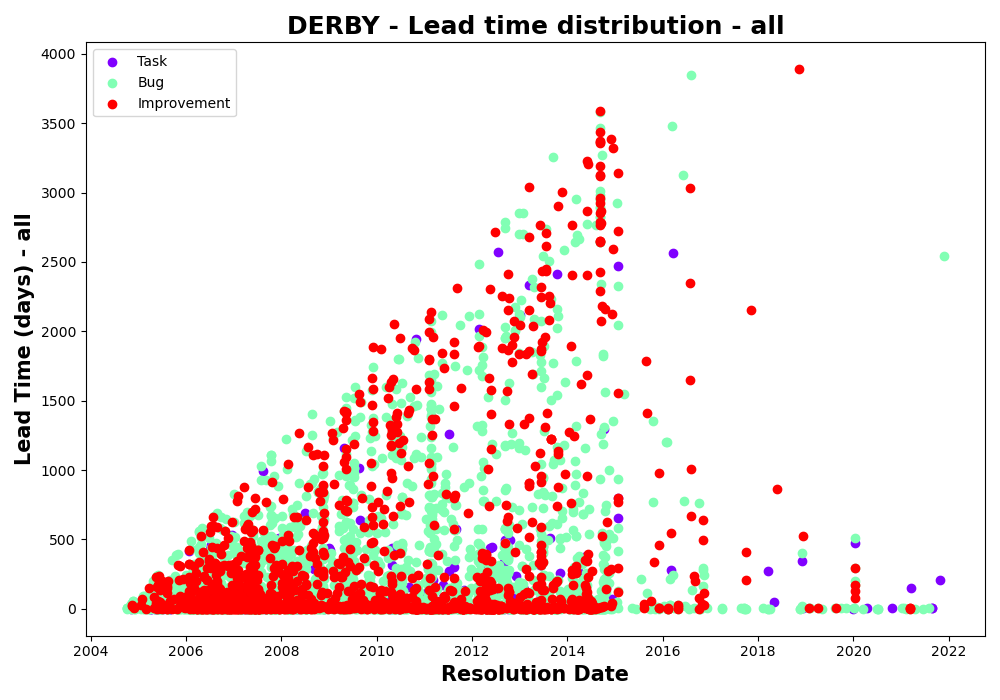 DERBY - Lead time distribution - all
Task
Bug
Improvement
Lead Time (days) - all
4000
3500
3000
2500
2000
1500
1000
500
0
2004 2006 2008 2010 2012 2014 2016 2018 2020 2022
Resolution Date